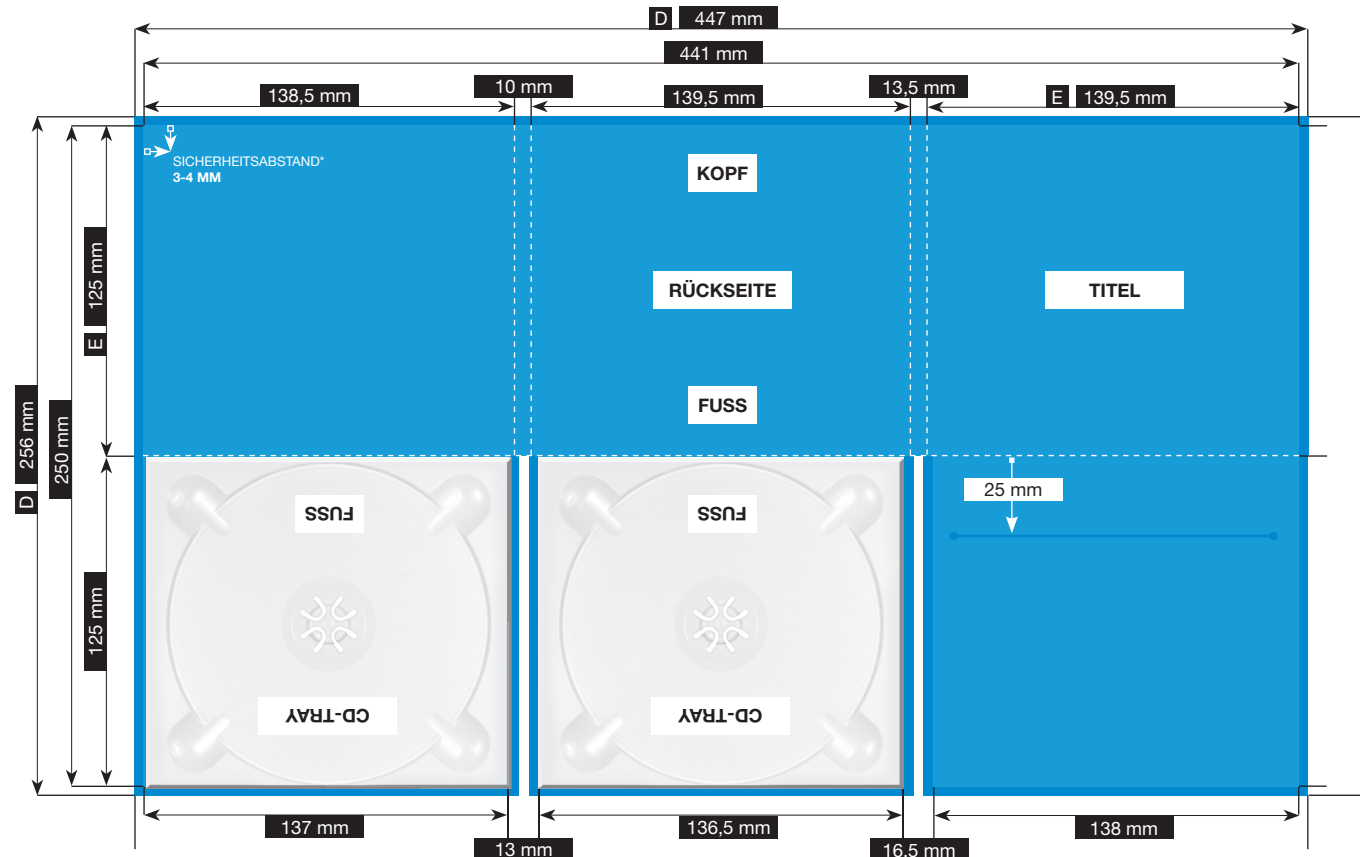 D 447 mm
441 mm
10 mm
13,5 mm
138,5 mm
139,5 mm
E 139,5 mm
SICHERHEITSABSTAND*
3-4 MM
KOPF
RÜCKSEITE
TITEL
FUSS
E 125 mm
D 256 mm
250 mm
125 mm
FUSS
FUSS
25 mm
CD-TRAY
CD-TRAY
137 mm
136,5 mm
138 mm
13 mm
16,5 mm